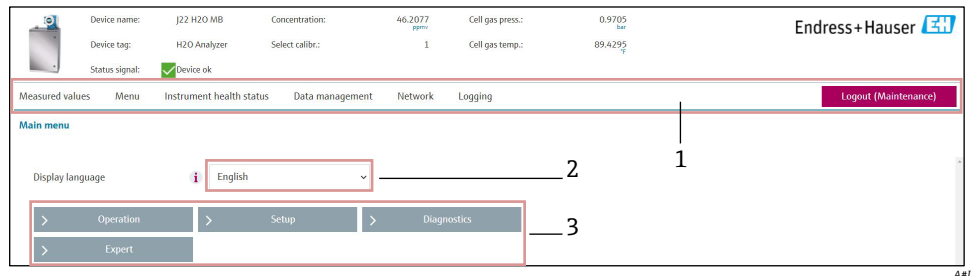 Device name: J22 H2O MB Concentration: 46.2077 ppmv Cell gas press.: 0.9705 bar
Endress+Hauser EH
Device tag: H2O Analyzer Select calibr.: 1 Cell gas temp.: 89.4295 °F
Status signal: Device ok
Measured values Menu Instrument health status Data management Network Logging Logout (Maintenance)
Main menu
1
Display language i English 2
> Operation > Setup > Diagnostics 3
> Expert